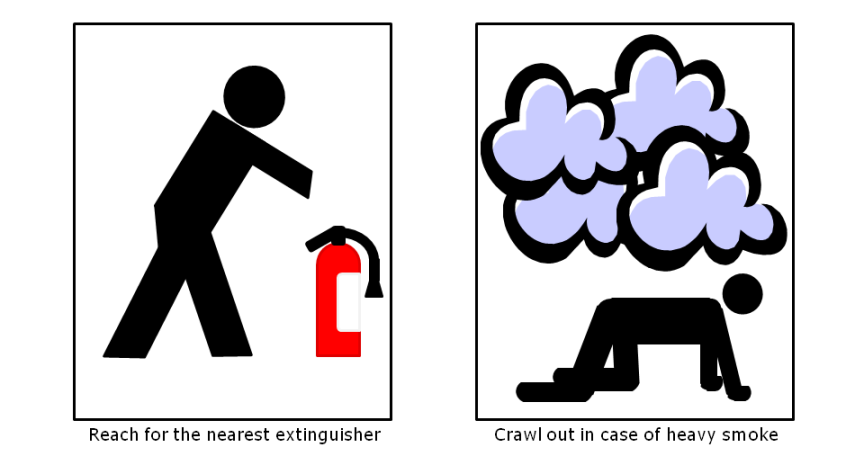 Reach for the nearest extinguisher
Crawl out in case of heavy smoke